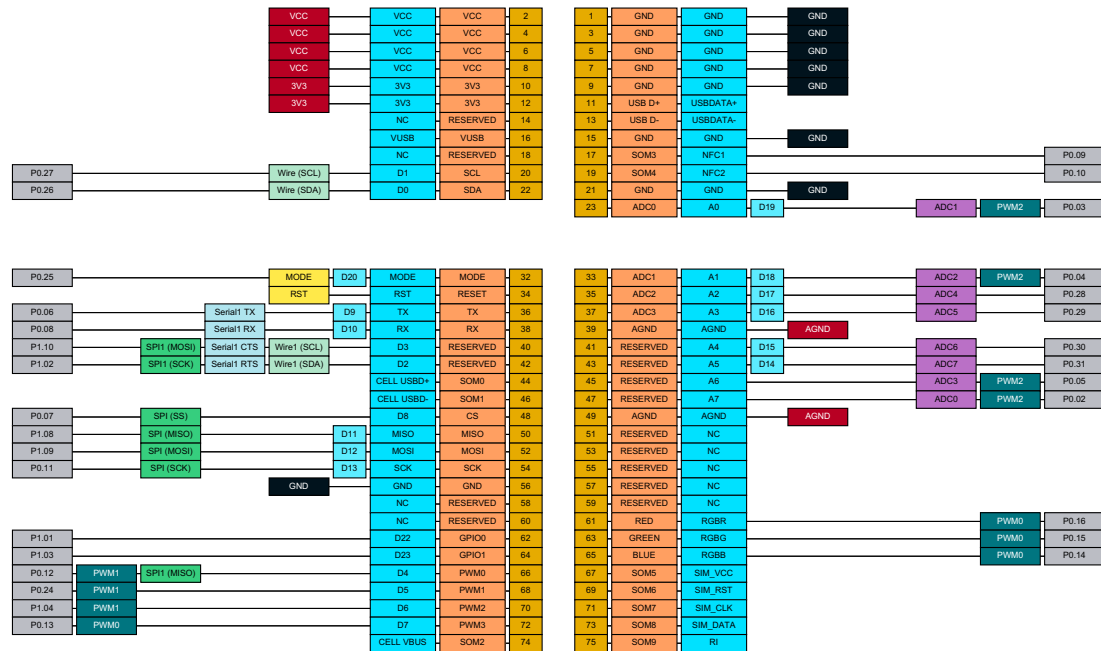 VCC VCC VCC 2 1 GND GND GND
VCC VCC VCC 4 3 GND GND GND
VCC VCC VCC 6 5 GND GND GND
VCC VCC VCC 8 7 GND GND GND
3V3 3V3 3V3 10 9 GND GND GND
3V3 3V3 3V3 12 11 USB D+ USBDATA+
NC RESERVED 14 13 USB D- USBDATA-
VUSB VUSB 16 15 GND GND GND
NC RESERVED 18 17 SOM3 NFC1 P0.09
P0.27 Wire (SCL) D1 SCL 20 19 SOM4 NFC2 P0.10
P0.26 Wire (SDA) D0 SDA 22 21 GND GND GND
23 ADC0 A0 D19 ADC1 PWM2 P0.03
P0.25 MODE D20 MODE MODE 32 33 ADC1 A1 D18 ADC2 PWM2 P0.04
RST RST RESET 34 35 ADC2 A2 D17 ADC4 P0.28
P0.06 Serial1 TX D9 TX TX 36 37 ADC3 A3 D16 ADC5 P0.29
P0.08 Serial1 RX D10 RX RX 38 39 AGND AGND AGND
P1.10 SPI1 (MOSI) Serial1 CTS Wire1 (SCL) D3 RESERVED 40 41 RESERVED A4 D15 ADC6 P0.30
P1.02 SPI1 (SCK) Serial1 RTS Wire1 (SDA) D2 RESERVED 42 43 RESERVED A5 D14 ADC7 P0.31
CELL USBD+ SOM0 44 45 RESERVED A6 ADC3 PWM2 P0.05
CELL USBD- SOM1 46 47 RESERVED A7 ADC0 PWM2 P0.02
P0.07 SPI (SS) D8 CS 48 49 AGND AGND AGND
P1.08 SPI (MISO) D11 MISO MISO 50 51 RESERVED NC
P1.09 SPI (MOSI) D12 MOSI MOSI 52 53 RESERVED NC
P0.11 SPI (SCK) D13 SCK SCK 54 55 RESERVED NC
GND GND GND 56 57 RESERVED NC
NC RESERVED 58 59 RESERVED NC
NC RESERVED 60 61 RED RGBR PWM0 P0.16
P1.01 D22 GPIO0 62 63 GREEN RGBG PWM0 P0.15
P1.03 D23 GPIO1 64 65 BLUE RGBB PWM0 P0.14
P0.12 PWM1 SPI1 (MISO) D4 PWM0 66 67 SOM5 SIM_VCC
P0.24 PWM1 D5 PWM1 68 69 SOM6 SIM_RST
P1.04 PWM1 D6 PWM2 70 71 SOM7 SIM_CLK
P0.13 PWM0 D7 PWM3 72 73 SOM8 SIM_DATA
CELL VBUS SOM2 74 75 SOM9 RI